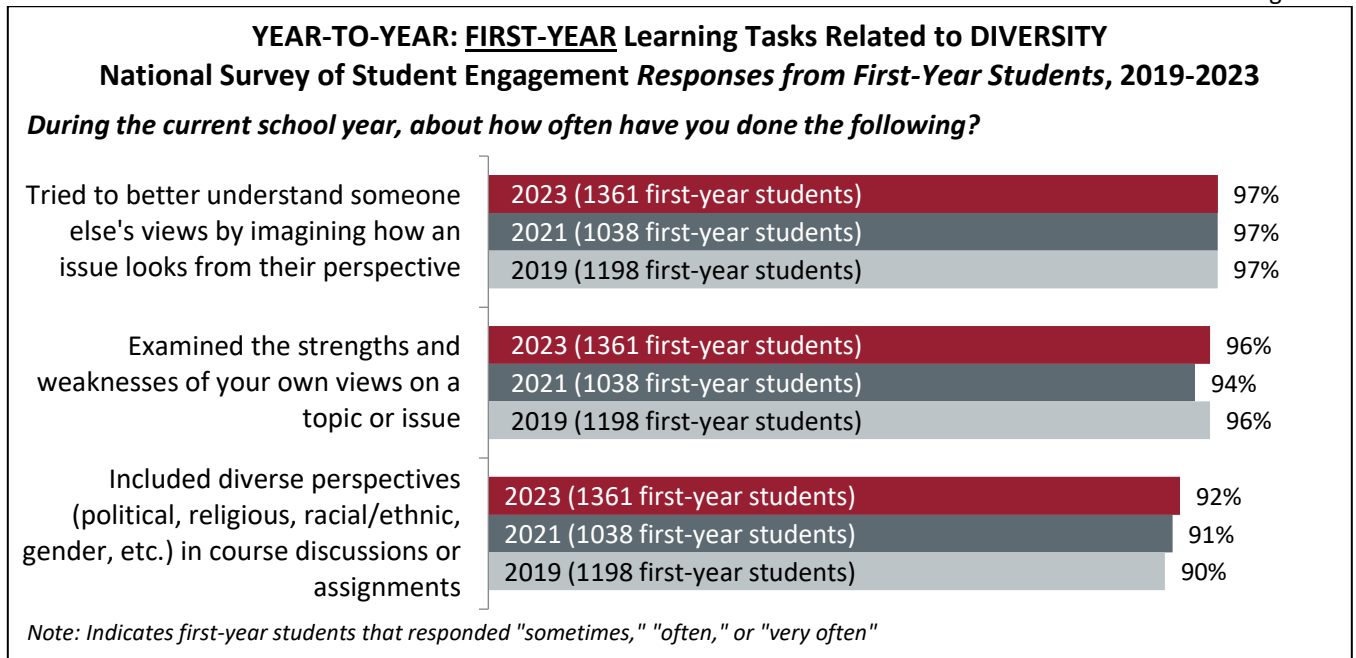 YEAR-TO-YEAR: FIRST-YEAR Learning Tasks Related to DIVERSITY
National Survey of Student Engagement Responses from First-Year Students, 2019-2023
During the current school year, about how often have you done the following?
Tried to better understand someone
else's views by imagining how an
issue looks from their perspective
2023 (1361 first-year students)
97%
2021 (1038 first-year students)
97%
2019 (1198 first-year students)
97%
Examined the strengths and
weaknesses of your own views on a
topic or issue
2023 (1361 first-year students)
96%
2021 (1038 first-year students)
94%
2019 (1198 first-year students)
96%
Included diverse perspectives
(political, religious, racial/ethnic,
gender, etc.) in course discussions or
assignments
2023 (1361 first-year students)
92%
2021 (1038 first-year students)
91%
2019 (1198 first-year students)
90%
Note: Indicates first-year students that responded "sometimes," "often," or "very often"